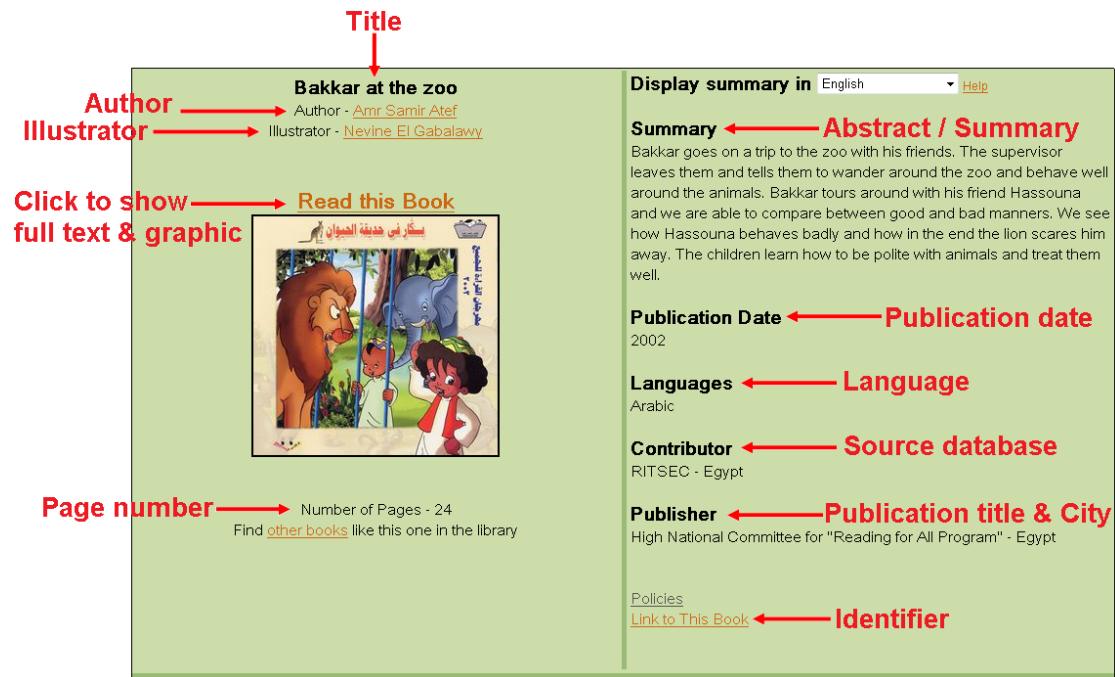 Title
Bakkar at the zoo
Author
Author - Amr Samir Atef
Illustrator
Illustrator - Nevine El Gabalawy
Click to show
full text & graphic
Read this Book
بكار في حديقة الحيوان
مهرجان القراءة للجميع
٢٠٠٢
Page number
Number of Pages - 24
Find other books like this one in the library
Display summary in English Help
Summary
Abstract / Summary
Bakkar goes on a trip to the zoo with his friends. The supervisor
leaves them and tells them to wander around the zoo and behave well
around the animals. Bakkar tours around with his friend Hassouna
and we are able to compare between good and bad manners. We see
how Hassouna behaves badly and how in the end the lion scares him
away. The children learn how to be polite with animals and treat them
well.
Publication Date
Publication date
2002
Languages
Language
Arabic
Contributor
Source database
RITSEC - Egypt
Publisher
Publication title & City
High National Committee for "Reading for All Program" - Egypt
Policies
Link to This Book
Identifier